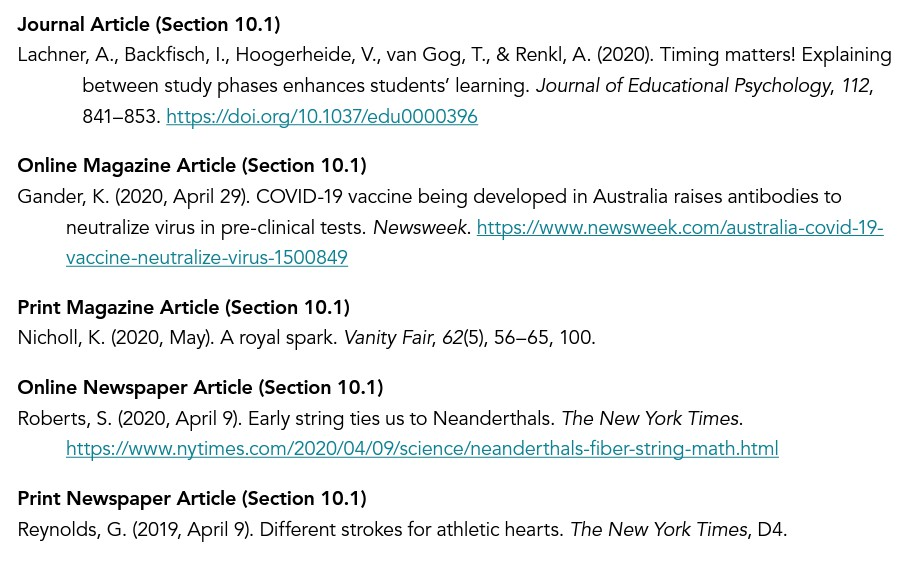 Journal Article (Section 10.1)
Lachner, A., Backfisch, I., Hoogerheide, V., van Gog, T., & Renkl, A. (2020). Timing matters! Explaining
between study phases enhances students’ learning. Journal of Educational Psychology, 112,
841–853. https://doi.org/10.1037/edu0000396
Online Magazine Article (Section 10.1)
Gander, K. (2020, April 29). COVID-19 vaccine being developed in Australia raises antibodies to
neutralize virus in pre-clinical tests. Newsweek. https://www.newsweek.com/australia-covid-19-
vaccine-neutralize-virus-1500849
Print Magazine Article (Section 10.1)
Nicholl, K. (2020, May). A royal spark. Vanity Fair, 62(5), 56–65, 100.
Online Newspaper Article (Section 10.1)
Roberts, S. (2020, April 9). Early string ties us to Neanderthals. The New York Times.
https://www.nytimes.com/2020/04/09/science/neanderthals-fiber-string-math.html
Print Newspaper Article (Section 10.1)
Reynolds, G. (2019, April 9). Different strokes for athletic hearts. The New York Times, D4.